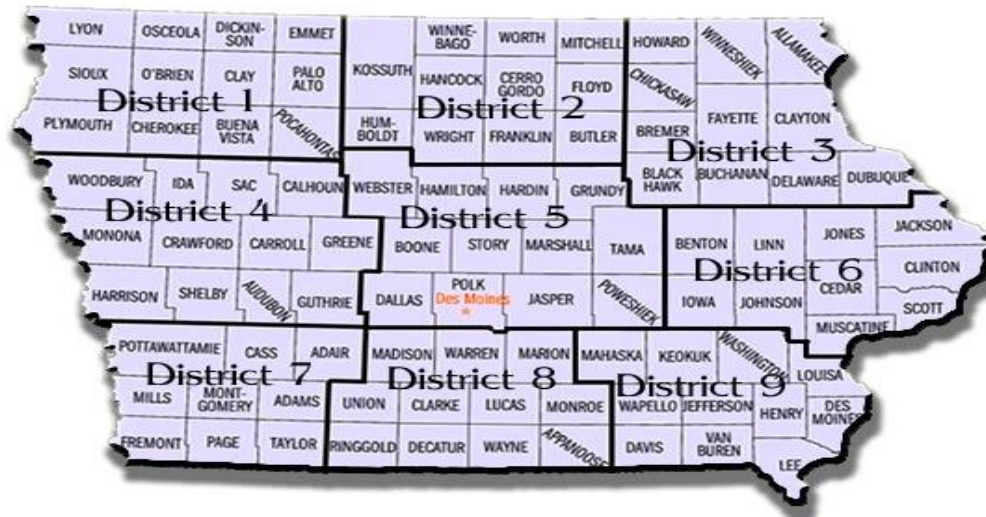 LYON OSCEOLA DICKIN- EMMET WINNE- WORTH MITCHELL HOWARD WINNESHIEK ALLAMAKEE
SON BAGO
SIOUX O'BRIEN CLAY PALO KOSSUTH HANCOCK CERRO FLOYD CHICKASAW
ALTO GORDO
District 1 District 2
PLYMOUTH CHEROKEE BUENA POCAHONTAS HUM- WRIGHT FRANKLIN BUTLER BREMER FAYETTE CLAYTON
VISTA BOLDT
District 3
WOODBURY IDA SAC CALHOUN WEBSTER HAMILTON HARDIN GRUNDY BLACK BUCHANAN DELAWARE DUBUQUE
HAWK
District 4 District 5
MONONA CRAWFORD CARROLL GREENE BOONE STORY MARSHALL TAMA BENTON LINN JONES JACKSON
District 6
CLINTON
HARRISON SHELBY AUDUBON GUTHRIE DALLAS POLK JASPER POWESHIEK IOWA JOHNSON CEDAR SCOTT
Des Moines
*
MUSCATINE
POTTAWATTAMIE CASS ADAIR MADISON WARREN MARION MAHASKA KEOKUK WASHINGTON LOUISA
District 7 District 8 District 9
MILLS MONT- ADAMS UNION CLARKE LUCAS MONROE WAPELLO JEFFERSON HENRY DES
GOMERY MOINES
FREMONT PAGE TAYLOR RINGGOLD DECATUR WAYNE APPANOOSE DAVIS VAN LEE
BUREN